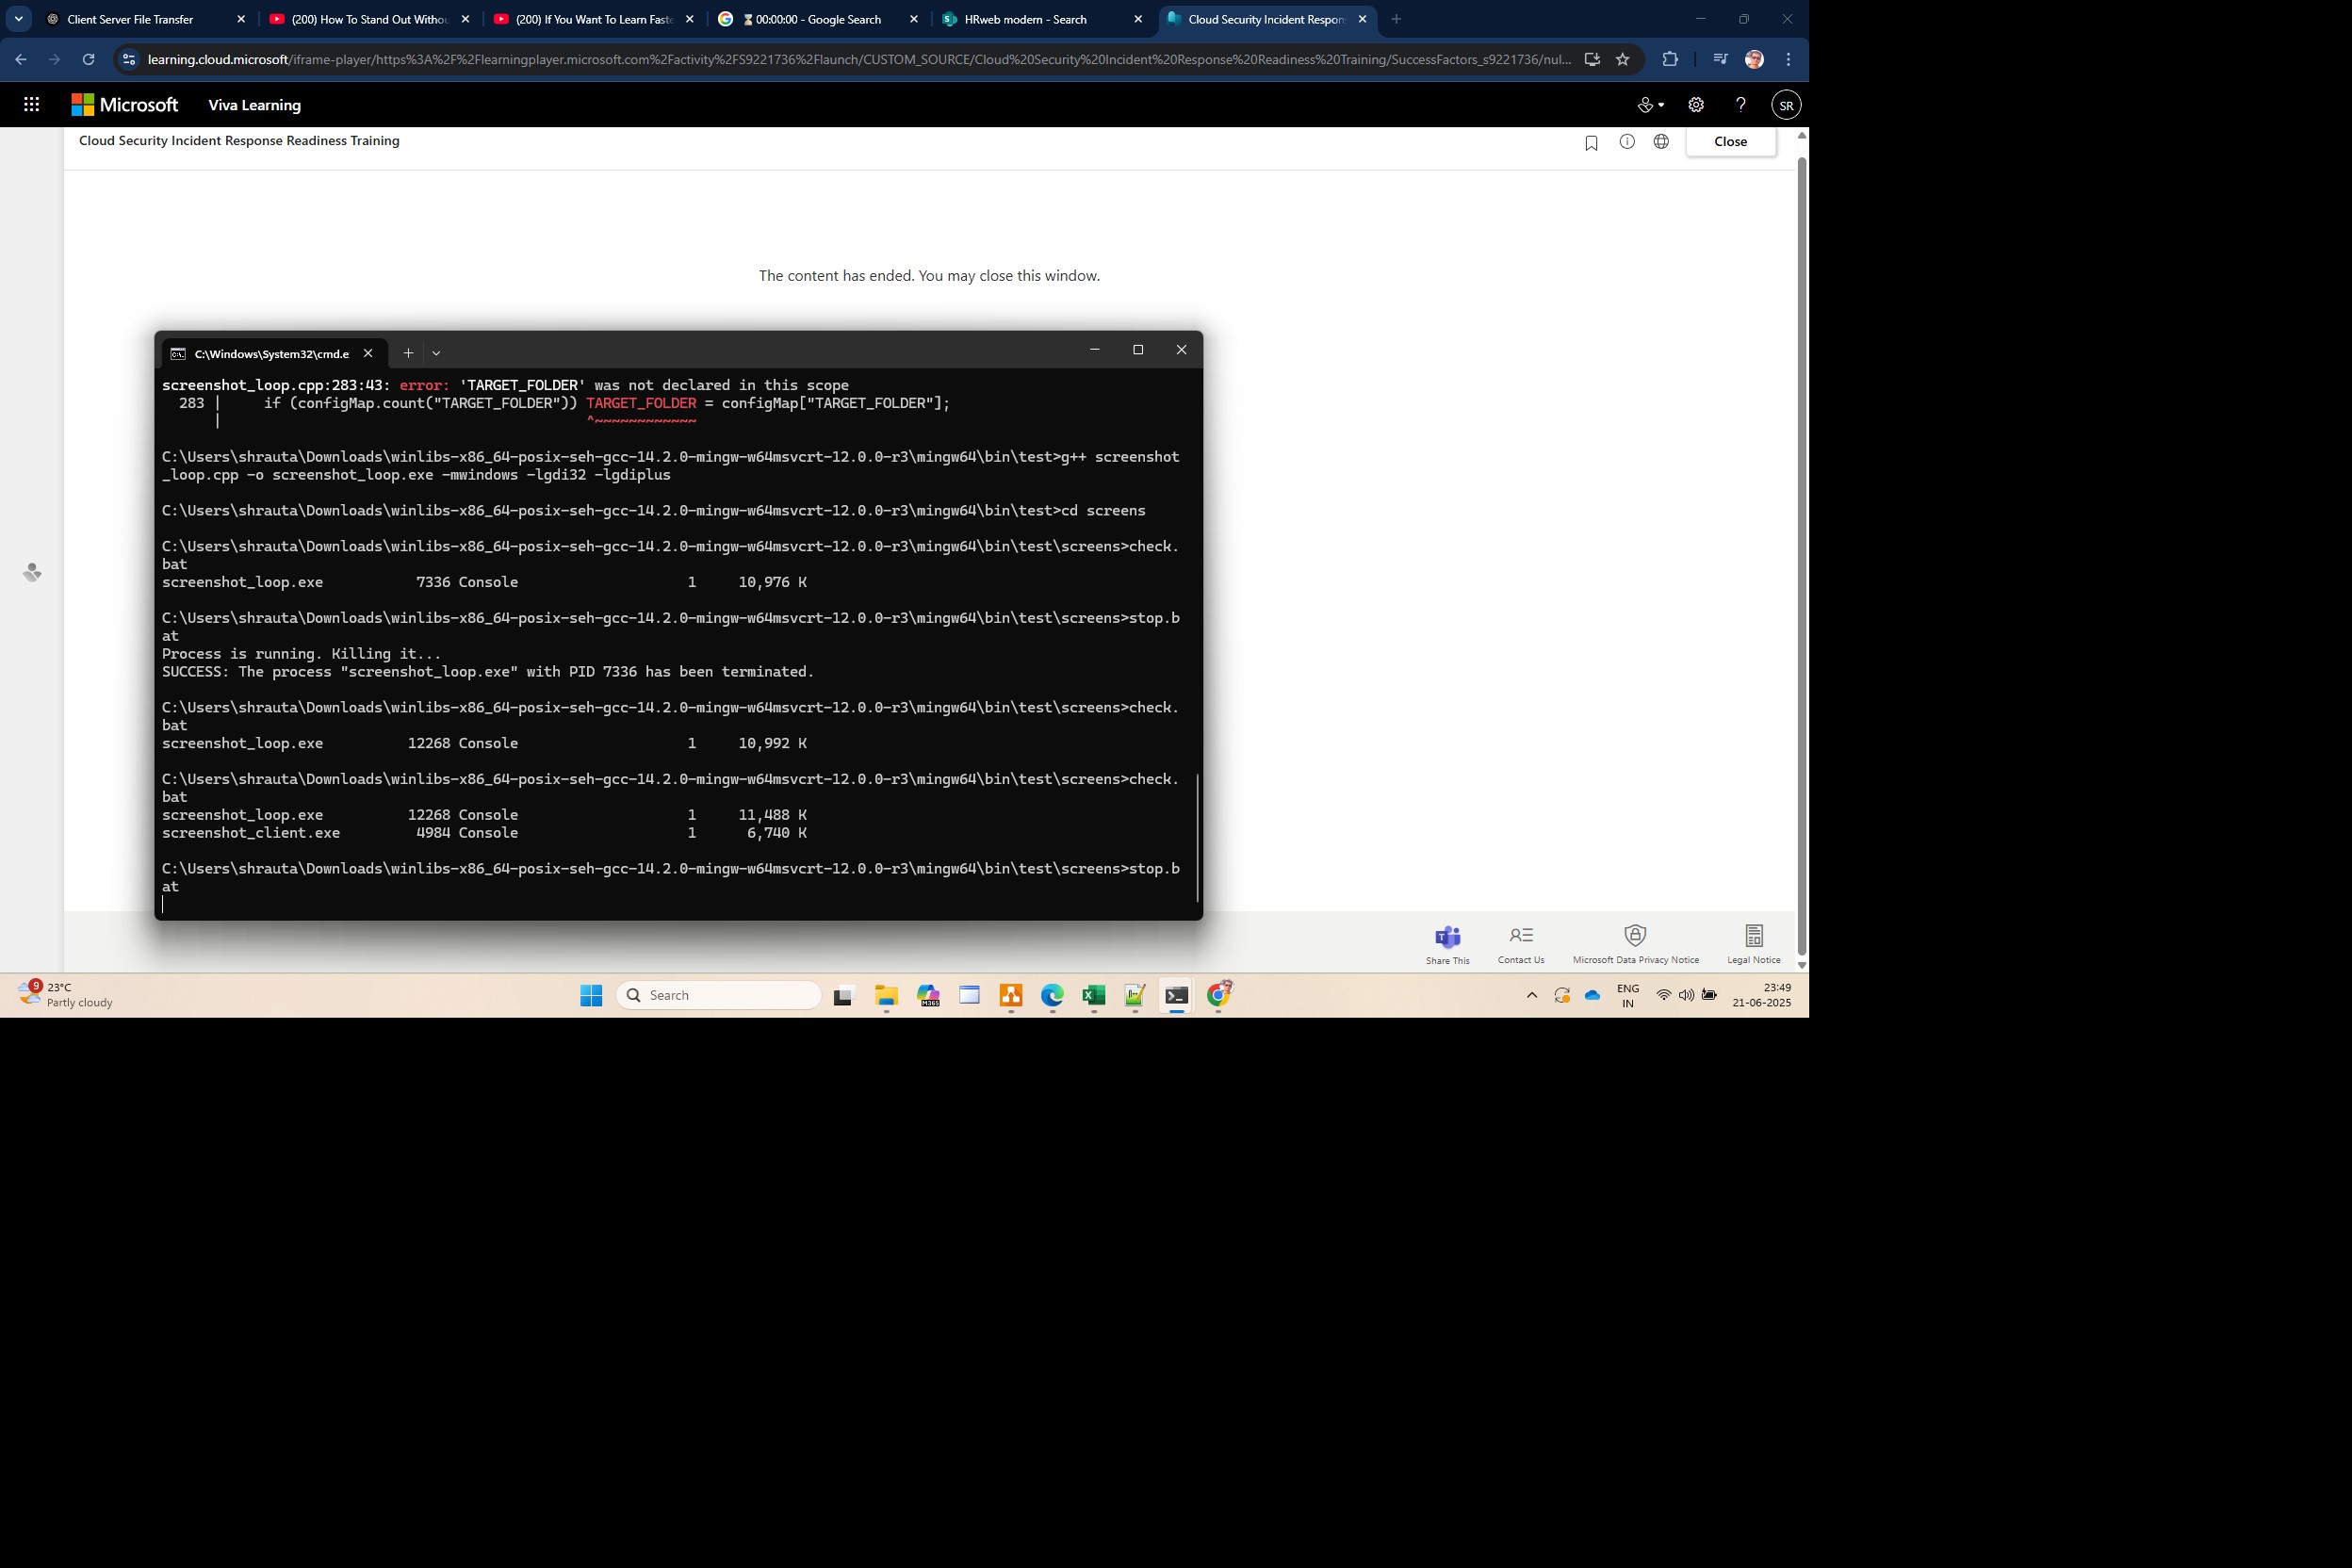 Client Server File Transfer
(200) How To Stand Out Withou
(200) If You Want To Learn Faste
⌛ 00:00:00 - Google Search
HRweb modern - Search
Cloud Security Incident Respon
learning.cloud.microsoft/iframe-player/https%3A%2F%2Flearningplayer.microsoft.com%2Factivity%2FS9221736%2Flaunch/CUSTOM_SOURCE/Cloud%20Security%20Incident%20Response%20Readiness%20Training/SuccessFactors_s9221736/nul...
Microsoft Viva Learning
SR
Cloud Security Incident Response Readiness Training
Close
The content has ended. You may close this window.
C:\Windows\System32\cmd.e
screenshot_loop.cpp:283:43: error: 'TARGET_FOLDER' was not declared in this scope
283 | if (configMap.count("TARGET_FOLDER")) TARGET_FOLDER = configMap["TARGET_FOLDER"];
| ^~~~~~~~~~~~~
C:\Users\shrauta\Downloads\winlibs-x86_64-posix-seh-gcc-14.2.0-mingw-w64msvcrt-12.0.0-r3\mingw64\bin\test>g++ screenshot
_loop.cpp -o screenshot_loop.exe -mwindows -lgdi32 -lgdiplus
C:\Users\shrauta\Downloads\winlibs-x86_64-posix-seh-gcc-14.2.0-mingw-w64msvcrt-12.0.0-r3\mingw64\bin\test>cd screens
C:\Users\shrauta\Downloads\winlibs-x86_64-posix-seh-gcc-14.2.0-mingw-w64msvcrt-12.0.0-r3\mingw64\bin\test\screens>check.
bat
screenshot_loop.exe 7336 Console 1 10,976 K
C:\Users\shrauta\Downloads\winlibs-x86_64-posix-seh-gcc-14.2.0-mingw-w64msvcrt-12.0.0-r3\mingw64\bin\test\screens>stop.b
at
Process is running. Killing it...
SUCCESS: The process "screenshot_loop.exe" with PID 7336 has been terminated.
C:\Users\shrauta\Downloads\winlibs-x86_64-posix-seh-gcc-14.2.0-mingw-w64msvcrt-12.0.0-r3\mingw64\bin\test\screens>check.
bat
screenshot_loop.exe 12268 Console 1 10,992 K
C:\Users\shrauta\Downloads\winlibs-x86_64-posix-seh-gcc-14.2.0-mingw-w64msvcrt-12.0.0-r3\mingw64\bin\test\screens>check.
bat
screenshot_loop.exe 12268 Console 1 11,488 K
screenshot_client.exe 4984 Console 1 6,740 K
C:\Users\shrauta\Downloads\winlibs-x86_64-posix-seh-gcc-14.2.0-mingw-w64msvcrt-12.0.0-r3\mingw64\bin\test\screens>stop.b
at
Share This
Contact Us
Microsoft Data Privacy Notice
Legal Notice
9
23°C
Partly cloudy
Search
M365
ENG
IN
23:49
21-06-2025